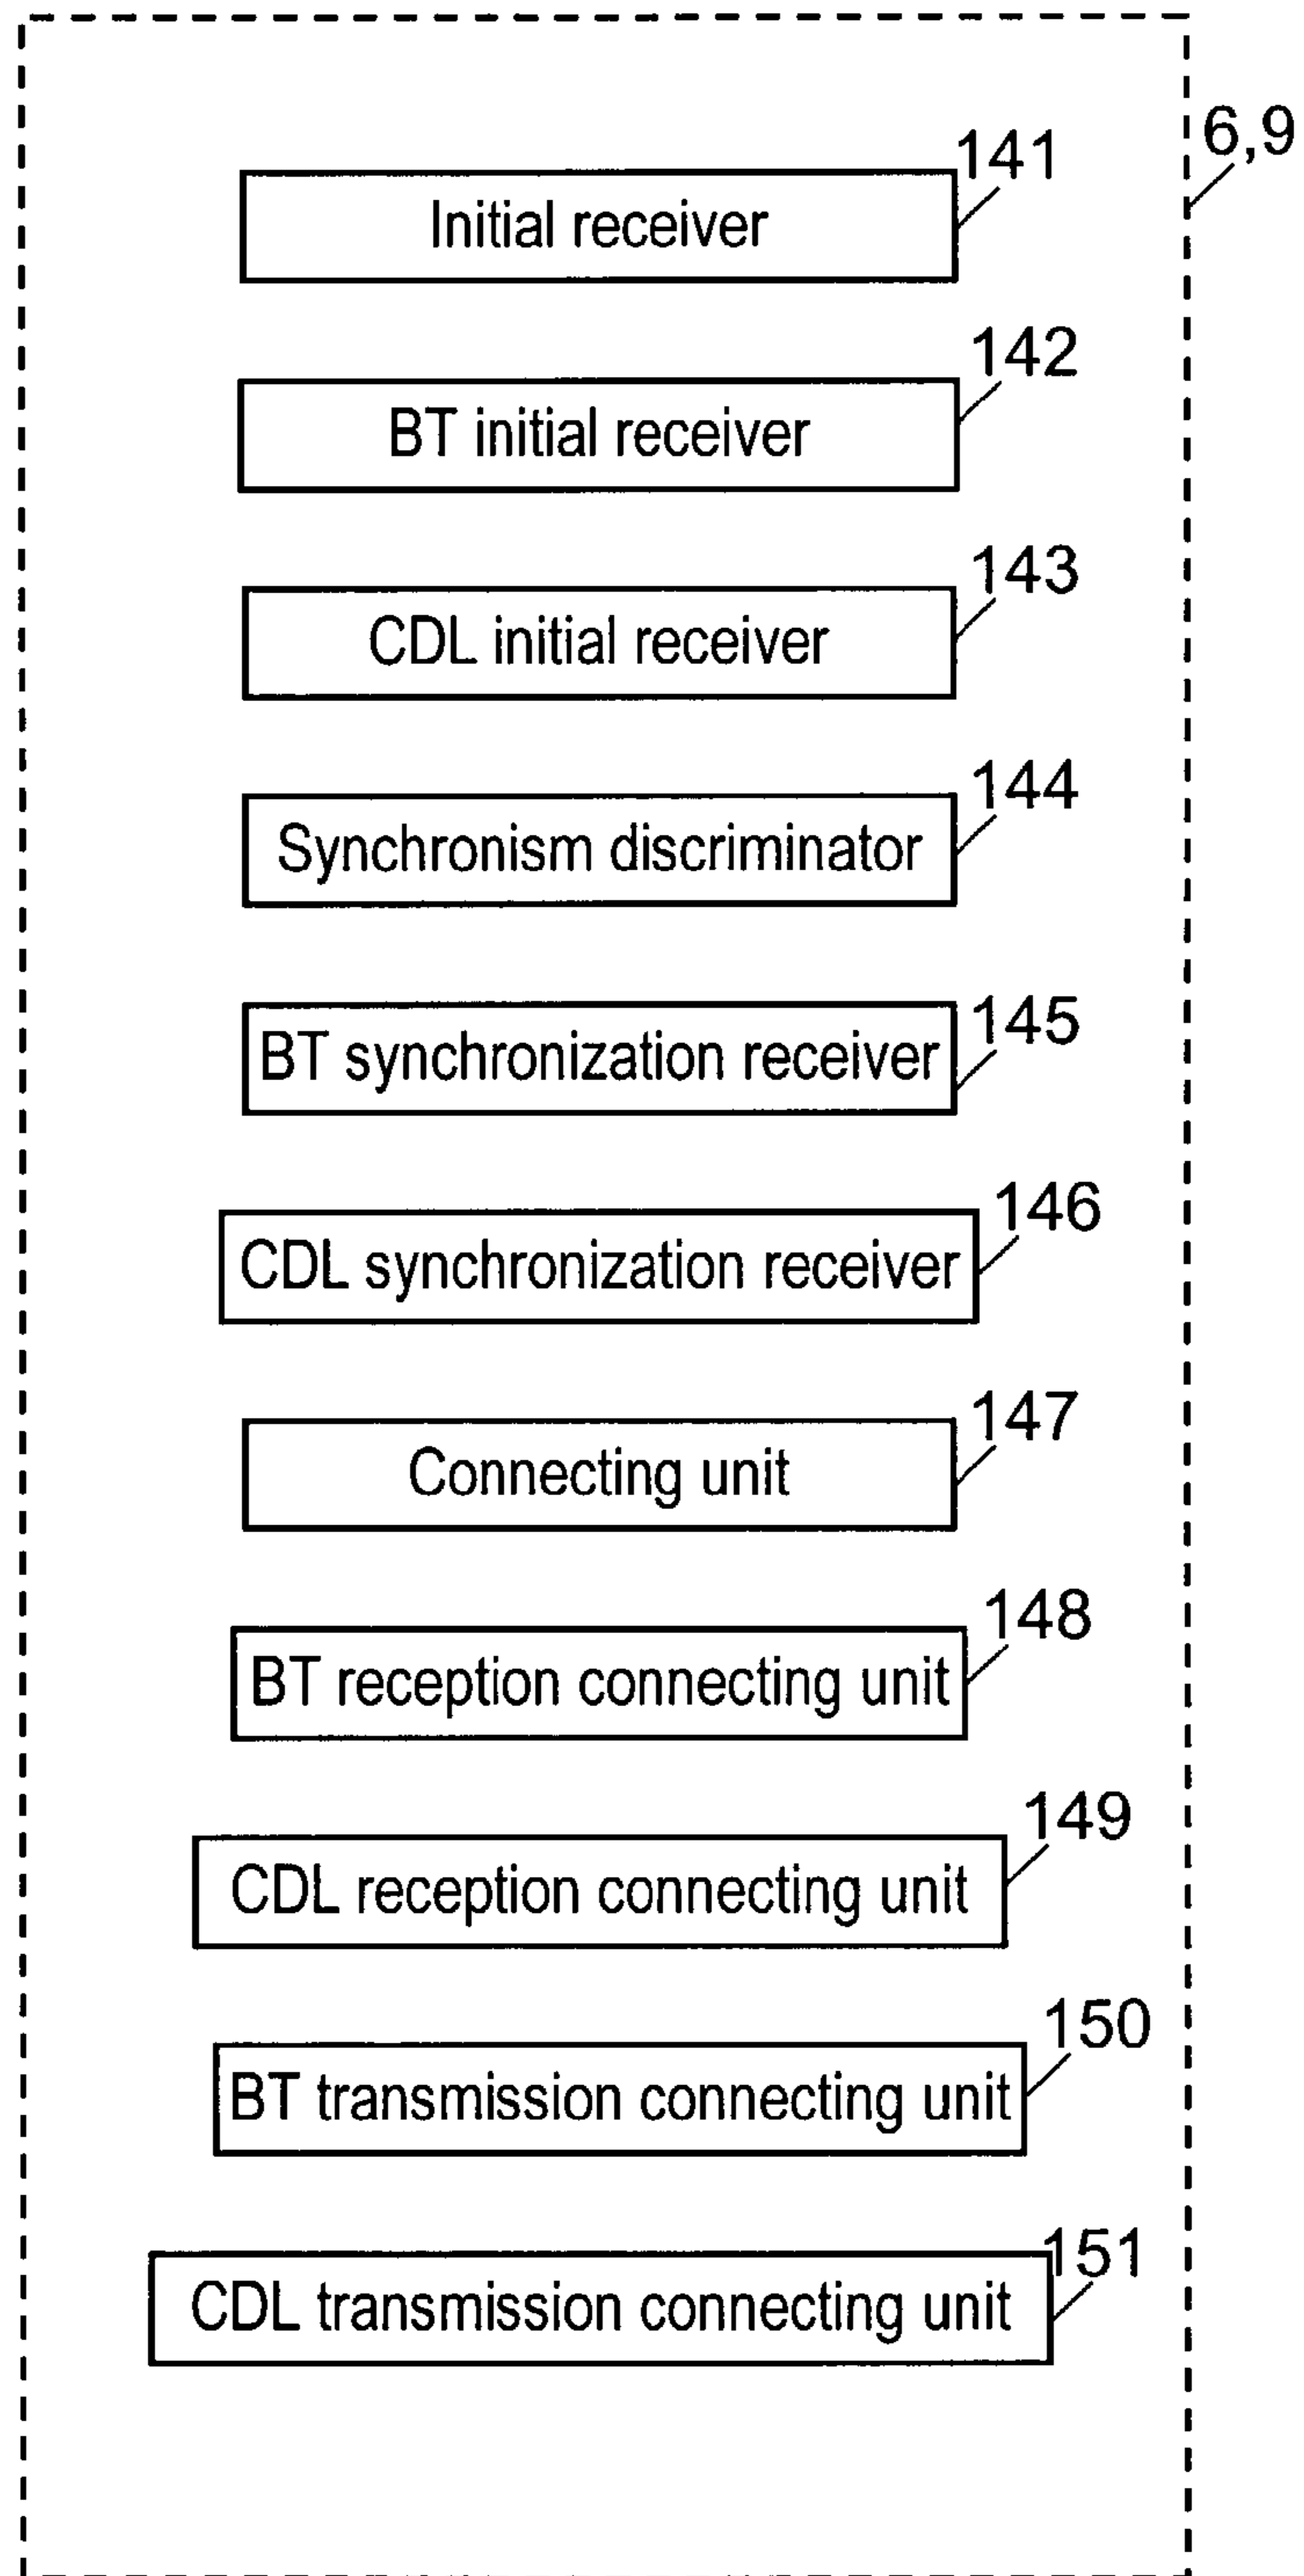 6,9
141
Initial receiver
142
BT initial receiver
143
CDL initial receiver
144
Synchronism discriminator
145
BT synchronization receiver
146
CDL synchronization receiver
147
Connecting unit
148
BT reception connecting unit
149
CDL reception connecting unit
150
BT transmission connecting unit
151
CDL transmission connecting unit